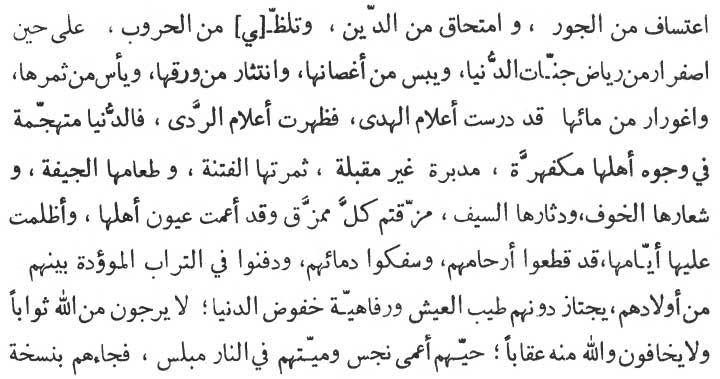 اعتساف من الجور ، و امتحاق من الدّين ، وتلظّـ[ي] من الحروب ، على حين
اصفرار من رياض جنّات الدُّنيا، ويبس من أغصانها، وانتثار من ورقها، ويأس من ثمرها،
واغورار من مائها قد درست أعلام الهدى، فظهرت أعلام الرَّدى، فالدُّنيا متهجّمة
في وجوه أهلها مكفهرَّة ، مدبرة غير مقبلة ، ثمرتها الفتنة ، و طعامها الجيفة ، و
شعارها الخوف، ودثارها السيف ، مزّقتم كلَّ ممزَّق وقد أعمت عيون أهلها ، وأظلمت
عليها أيّامها، قد قطعوا أرحامهم، وسفكوا دمائهم، ودفنوا في التراب الموؤدة بينهم
من أولادهم، يجتاز دونهم طيب العيش ورفاهيّة خفوض الدنيا؛ لا يرجون من الله ثواباً
ولا يخافون والله منه عقاباً ؛ حيّهم أعمى نجس وميّتهم في النار مبلس ، فجاءهم بنسخة